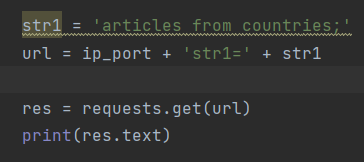 str1 = 'articles from countries;'
url = ip_port + 'str1=' + str1
res = requests.get(url)
print(res.text)